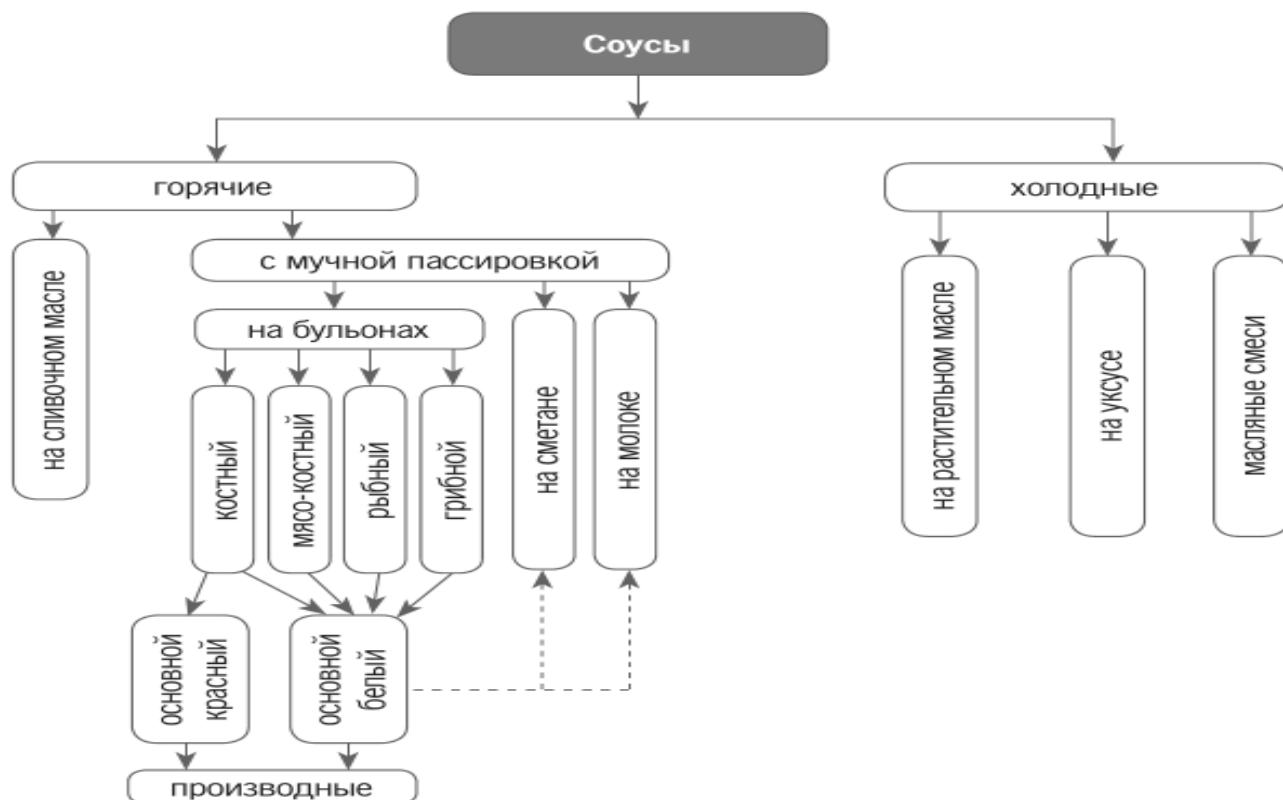 Соусы
горячие
холодные
на сливочном масле
с мучной пассировкой
на бульонах
костный
мясо-костный
рыбный
грибной
на сметане
на молоке
на растительном масле
на уксусе
масляные смеси
основной
красный
основной
белый
производные